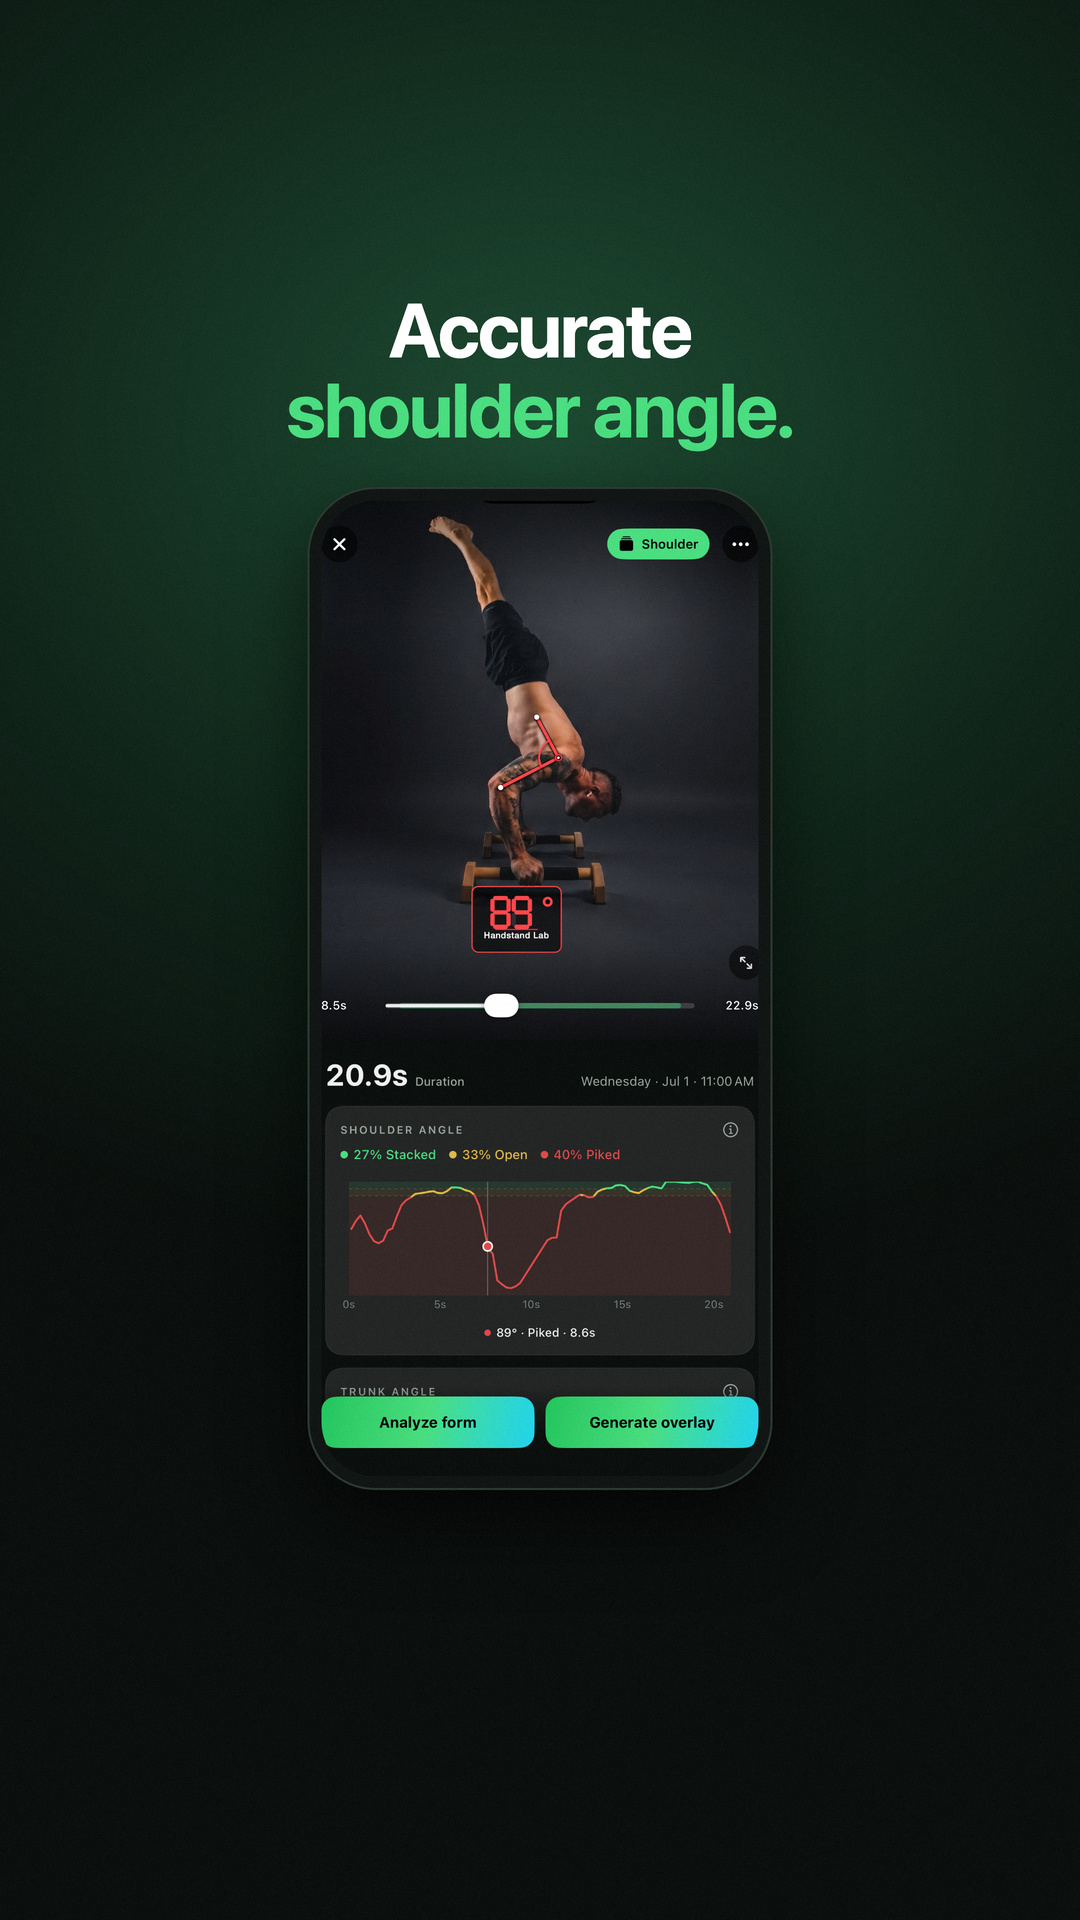 Accurate
shoulder angle.
Shoulder
89°
Handstand Lab
8.5s
22.9s
20.9s Duration
Wednesday · Jul 1 · 11:00 AM
SHOULDER ANGLE
27% Stacked 33% Open 40% Piked
0s 5s 10s 15s 20s
89° · Piked · 8.6s
TRUNK ANGLE
Analyze form
Generate overlay